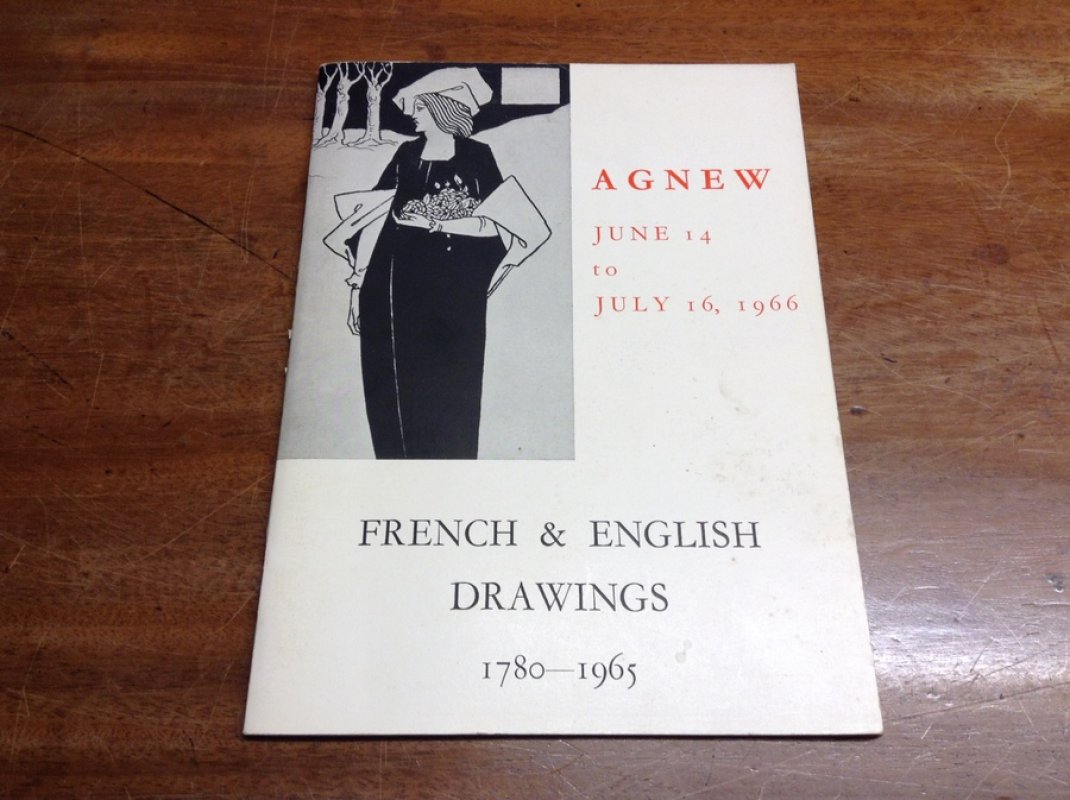 AGNEW
JUNE 14
to
JULY 16, 1966
FRENCH & ENGLISH
DRAWINGS
1780—1965